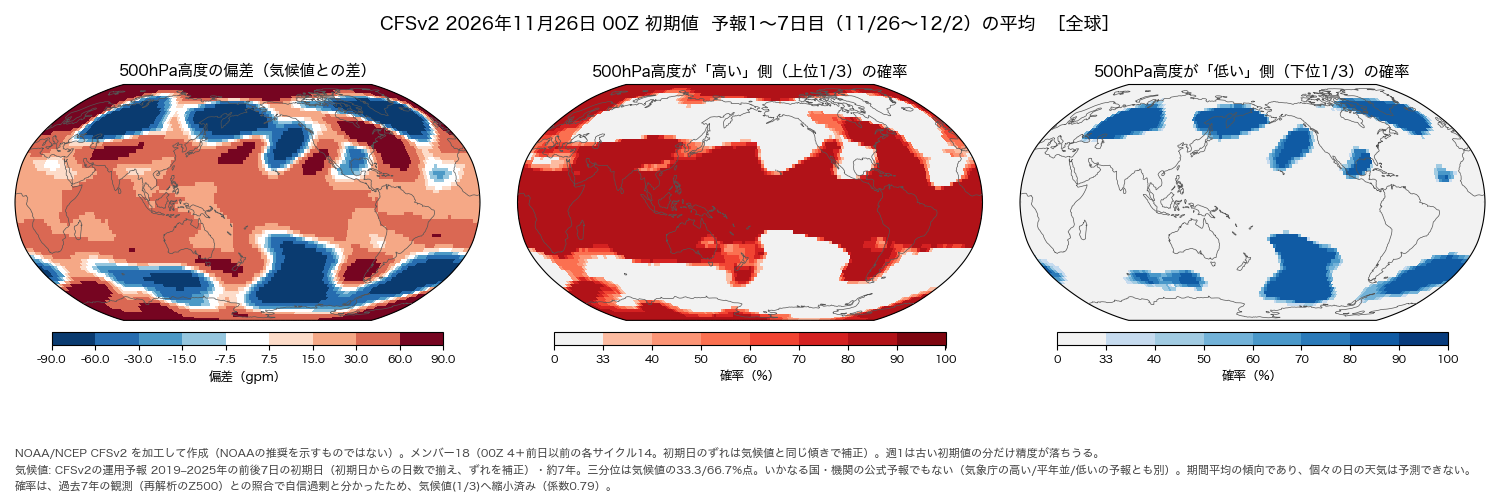 CFSv2 2026年11月26日 00Z 初期値 予報1〜7日目（11/26〜12/2）の平均 ［全球］
500hPa高度の偏差（気候値との差）
500hPa高度が「高い」側（上位1/3）の確率
500hPa高度が「低い」側（下位1/3）の確率
-90.0 -60.0 -30.0 -15.0 -7.5 7.5 15.0 30.0 60.0 90.0
0 33 40 50 60 70 80 90 100
0 33 40 50 60 70 80 90 100
偏差（gpm）
確率（%）
確率（%）
NOAA/NCEP CFSv2 を加工して作成（NOAAの推奨を示すものではない）。メンバー18（00Z 4＋前日以前の各サイクル14。初期日のずれは気候値と同じ傾きで補正）。週1は古い初期値の分だけ精度が落ちうる。
気候値: CFSv2の運用予報 2019–2025年の前後7日の初期日（初期日からの日数で揃え、ずれを補正）・約7年。三分位は気候値の33.3/66.7%点。いかなる国・機関の公式予報でもない（気象庁の高い/平年並/低いの予報とも別）。期間平均の傾向であり、個々の日の天気は予測できない。
確率は、過去7年の観測（再解析のZ500）との照合で自信過剰と分かったため、気候値(1/3)へ縮小済み（係数0.79）。